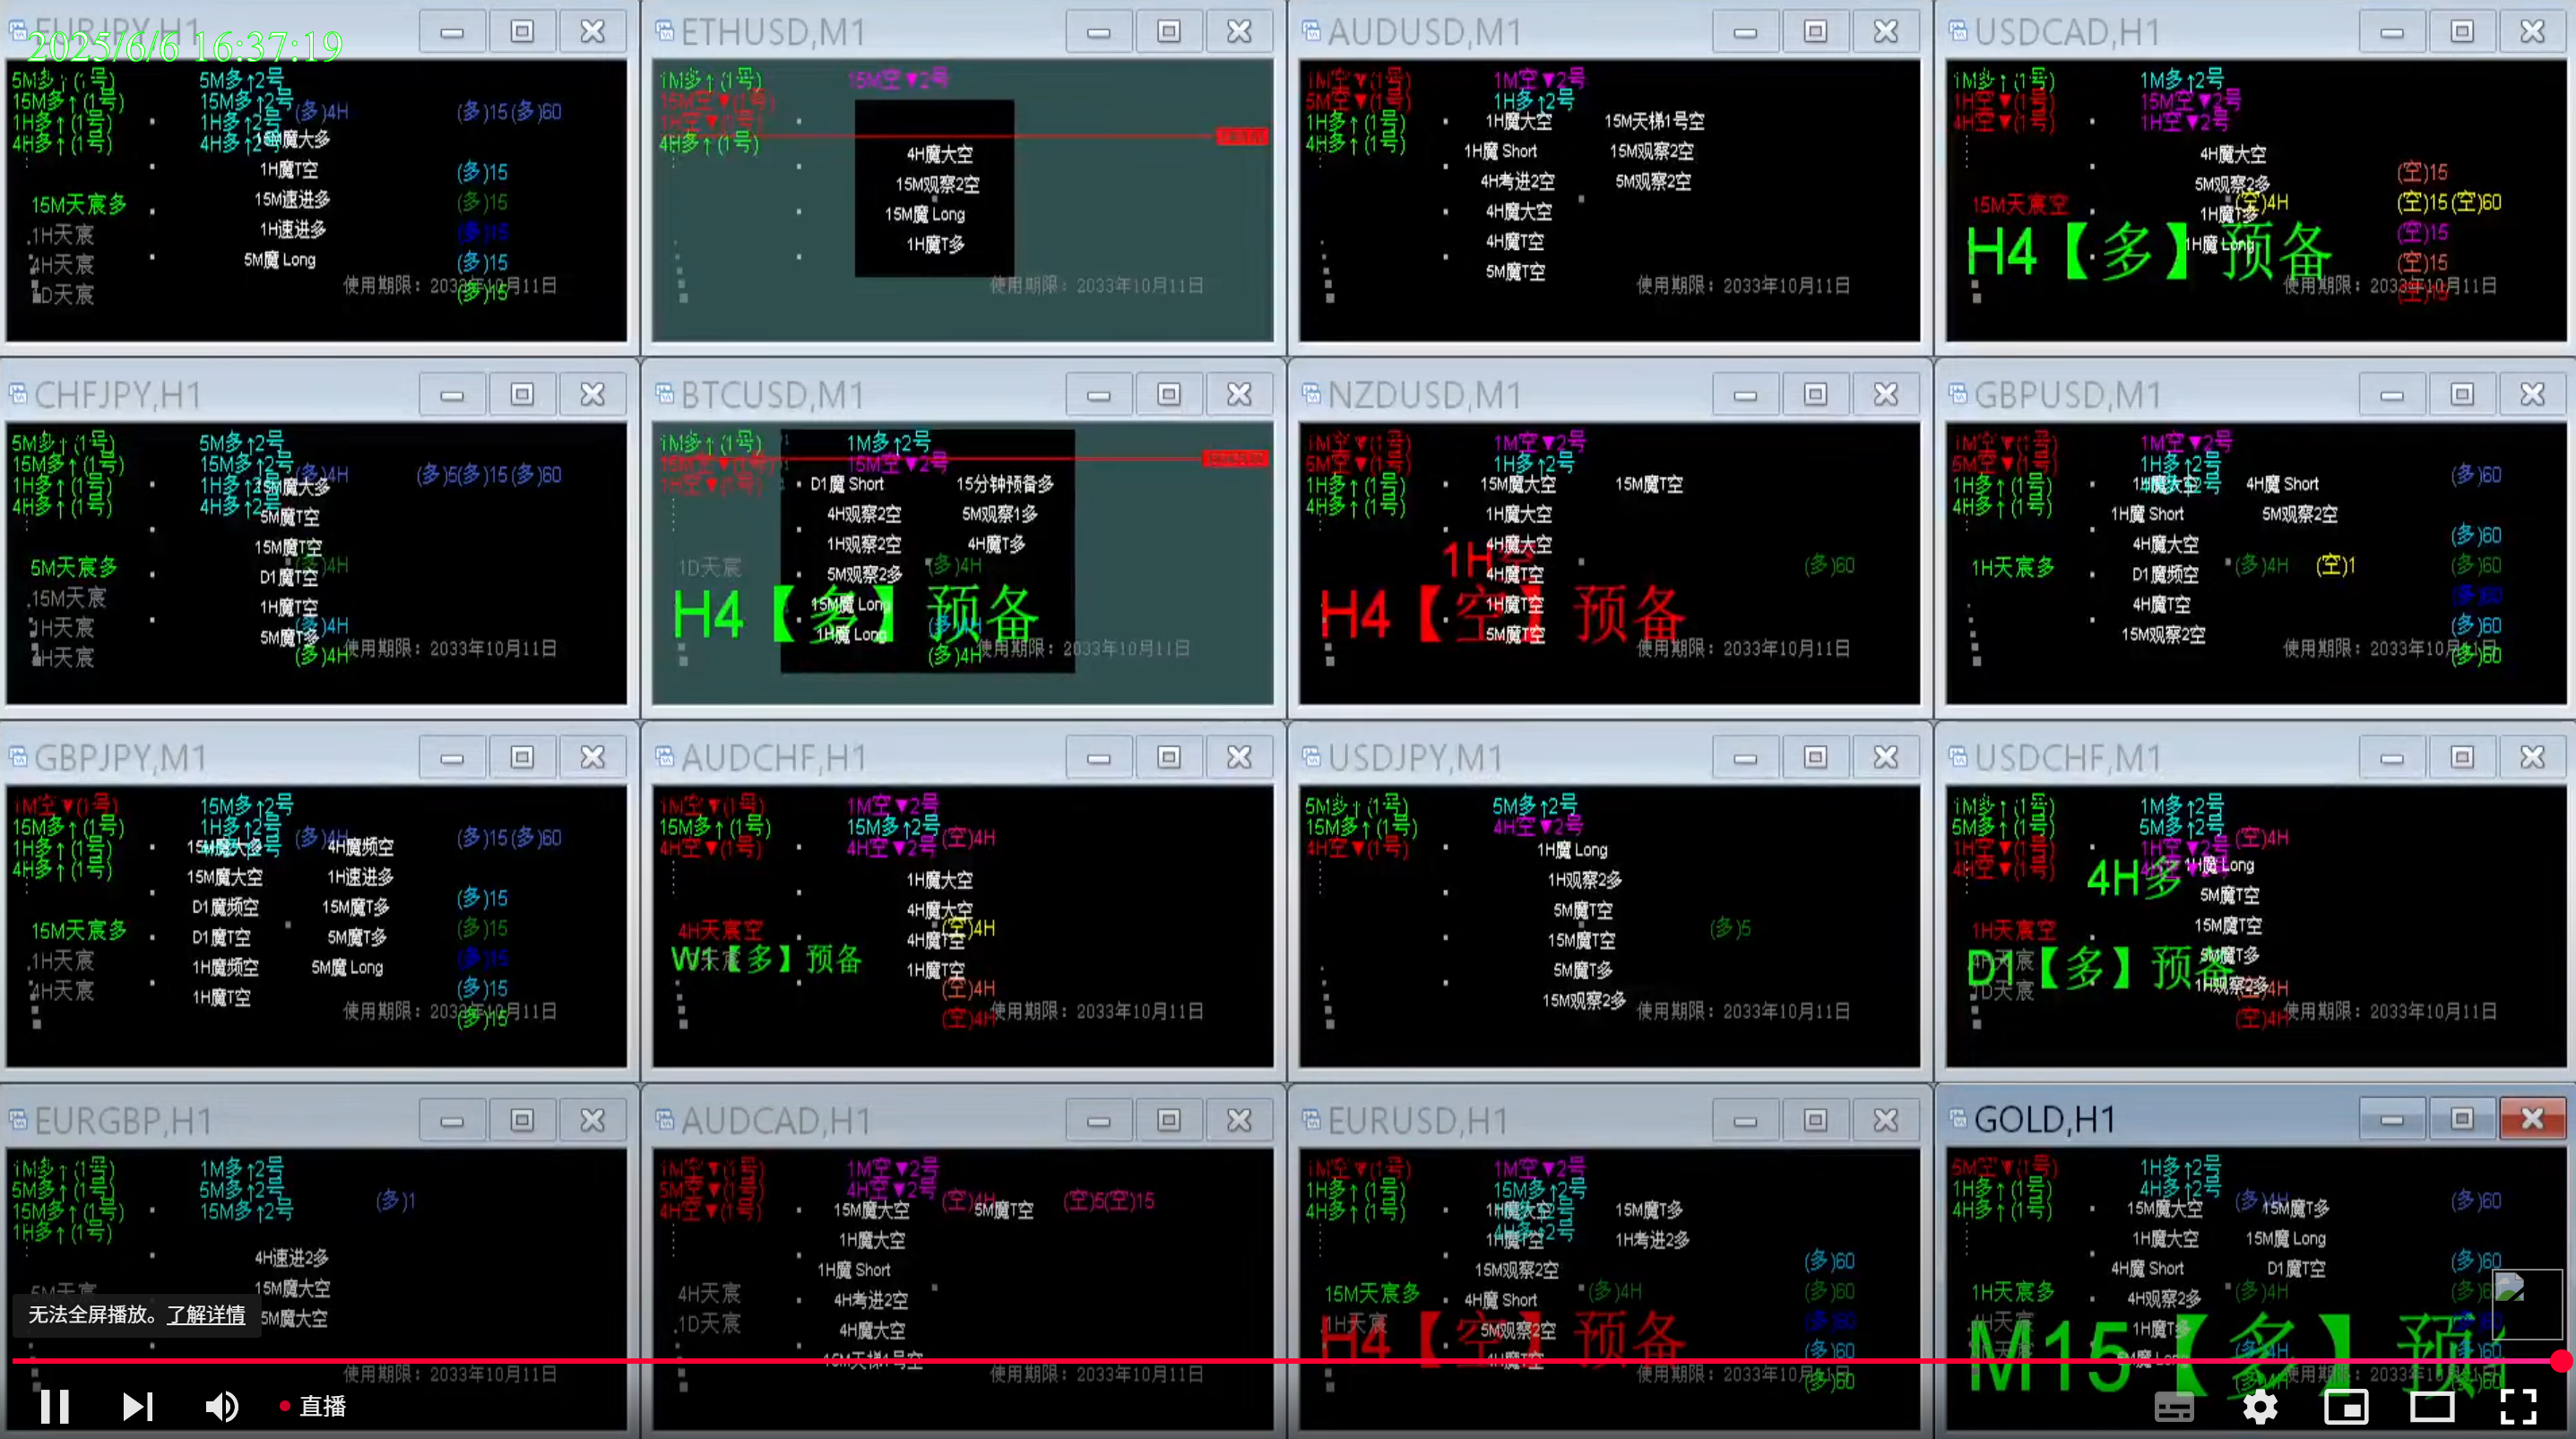 EURJPY,H1
2025/6/6 16:37:19
5M多↑(1号) 5M多↑2号
15M多↑(1号) 15M多↑2号 (多)4H (多)15(多)60
1H多↑(1号) 1H多↑2号
4H多↑(1号) 4H多↑2号 15M魔大多
1H魔T空 (多)15
15M天宸多 15M速进多 (多)15
1H天宸 1H速进多 (多)15
4H天宸 5M魔 Long (多)15
1D天宸 使用期限：2033年10月11日 (多)15
ETHUSD,M1
1M多↑(1号) 15M空▼2号
15M空▼(1号)
1H空▼(1号)
4H多↑(1号) 4H魔大空
15M观察2空
15M魔 Long
1H魔T多
使用期限：2033年10月11日
AUDUSD,M1
1M空▼(1号) 1M空▼2号
5M空▼(1号) 1H多↑2号
1H多↑(1号) 1H魔大空 15M天梯1号空
4H多↑(1号) 1H魔 Short 15M观察2空
4H考进2空 5M观察2空
4H魔大空
4H魔T空
5M魔T空 使用期限：2033年10月11日
USDCAD,H1
1M多↑(1号) 1M多↑2号
1H空▼(1号) 15M空▼2号
4H空▼(1号) 1H空▼2号
4H魔大空
5M观察2多 (空)15
15M天宸空 1H魔T多 (空)4H (空)15(空)60
H4【多】预备 1H魔 Long (空)15
(空)15
使用期限：2033年10月11日 (空)15
CHFJPY,H1
5M多↑(1号) 5M多↑2号
15M多↑(1号) 15M多↑2号 (多)4H (多)5(多)15(多)60
1H多↑(1号) 1H多↑2号 15M魔大多
4H多↑(1号) 4H多↑2号 5M魔T空
15M魔T空
5M天宸多 D1魔T空 (多)4H
15M天宸 1H魔T空
1H天宸 5M魔T多 (多)4H
4H天宸 (多)4H 使用期限：2033年10月11日
BTCUSD,M1
1M多↑(1号) 1M多↑2号
15M空▼(1号) 15M空▼2号
1H空▼(1号) D1魔 Short 15分钟预备多
4H观察2空 5M观察1多
1H观察2空 4H魔T多
1D天宸 5M观察2多 (多)4H
H4【多】预备 15M魔 Long
1H魔 Long
(多)4H 使用期限：2033年10月11日
NZDUSD,M1
1M空▼(1号) 1M空▼2号
5M空▼(1号) 1H多↑2号
1H多↑(1号) 15M魔大空 15M魔T空
4H多↑(1号) 1H魔大空
4H魔大空
1H空 4H魔T空 (多)60
H4【空】预备 1H魔T空
5M魔T空 使用期限：2033年10月11日
GBPUSD,M1
1M空▼(1号) 1M空▼2号
5M空▼(1号) 1H多↑2号 (多)60
1H多↑(1号) 1H魔大空 4H魔 Short
4H多↑(1号) 1H魔 Short 5M观察2空
4H魔大空 (多)60
1H天宸多 D1魔频空 (多)4H (空)1 (多)60
4H魔T空 (多)60
15M观察2空 (多)60
使用期限：2033年10月11日 (多)60
GBPJPY,M1
1M空▼(1号) 15M多↑2号
15M多↑(1号) 1H多↑2号 (多)4H (多)15(多)60
1H多↑(1号) 15M魔大多 4H魔频空
4H多↑(1号) 15M魔大空 1H速进多
D1魔频空 15M魔T多 (多)15
15M天宸多 D1魔T空 5M魔T多 (多)15
1H天宸 1H魔频空 5M魔 Long (多)15
4H天宸 1H魔T空 (多)15
使用期限：2033年10月11日 (多)15
AUDCHF,H1
1M空▼(1号) 1M空▼2号
15M多↑(1号) 15M多↑2号 (空)4H
4H空▼(1号) 4H空▼2号
1H魔大空
4H魔大空
4H天宸空 4H魔T空 (空)4H
W1【多】预备 1H魔T空
(空)4H
(空)4H 使用期限：2033年10月11日
USDJPY,M1
5M多↑(1号) 5M多↑2号
15M多↑(1号) 4H空▼2号
4H空▼(1号) 1H魔 Long
1H观察2多
5M魔T空
15M魔T空 (多)5
5M魔T多
15M观察2多 使用期限：2033年10月11日
USDCHF,M1
1M多↑(1号) 1M多↑2号
5M多↑(1号) 5M多↑2号 (空)4H
1H空▼(1号) 1H空▼2号
4H空▼(1号) 4H多 1H魔 Long
5M魔T空
1H天宸空 15M魔T空
4H天宸 5M魔T多
D1【多】预备 1H观察2多
1D天宸 (空)4H
(空)4H 使用期限：2033年10月11日
EURGBP,H1
1M多↑(1号) 1M多↑2号
5M多↑(1号) 5M多↑2号 (多)1
15M多↑(1号) 15M多↑2号
1H多↑(1号) 4H速进2多
5M天宸 15M魔大空
5M魔大空
使用期限：2033年10月11日
AUDCAD,H1
1M空▼(1号) 1M空▼2号
5M空▼(1号) 4H空▼2号 (空)4H (空)5(空)15
4H空▼(1号) 15M魔大空 5M魔T空
1H魔大空
1H魔 Short
4H天宸 4H考进2空
1D天宸 4H魔大空
15M天梯1号空
使用期限：2033年10月11日
EURUSD,H1
1M空▼(1号) 1M空▼2号
1H多↑(1号) 15M多↑2号
4H多↑(1号) 1H魔大空 15M魔T多
4H多↑2号
1H魔T空 1H考进2多
15M观察2空 (多)60
15M天宸多 4H魔 Short (多)4H (多)60
1H天宸 5M观察2空 (多)60
H4【空】预备 4H魔T空 (多)60
使用期限：2033年10月11日 (多)60
GOLD,H1
5M空▼(1号) 1H多↑2号
1H多↑(1号) 4H多↑2号 (多)4H (多)60
4H多↑(1号) 15M魔大空 15M魔T多
1H魔大空 15M魔 Long
4H魔 Short D1魔T空 (多)60
1H天宸多 4H观察2多 (多)4H
4H天宸 1H魔T多
M15【多】预 5M魔 Long (多)4H (多)60
(多)4H 使用期限：2033年10月11日 (多)60
无法全屏播放。了解详情
直播